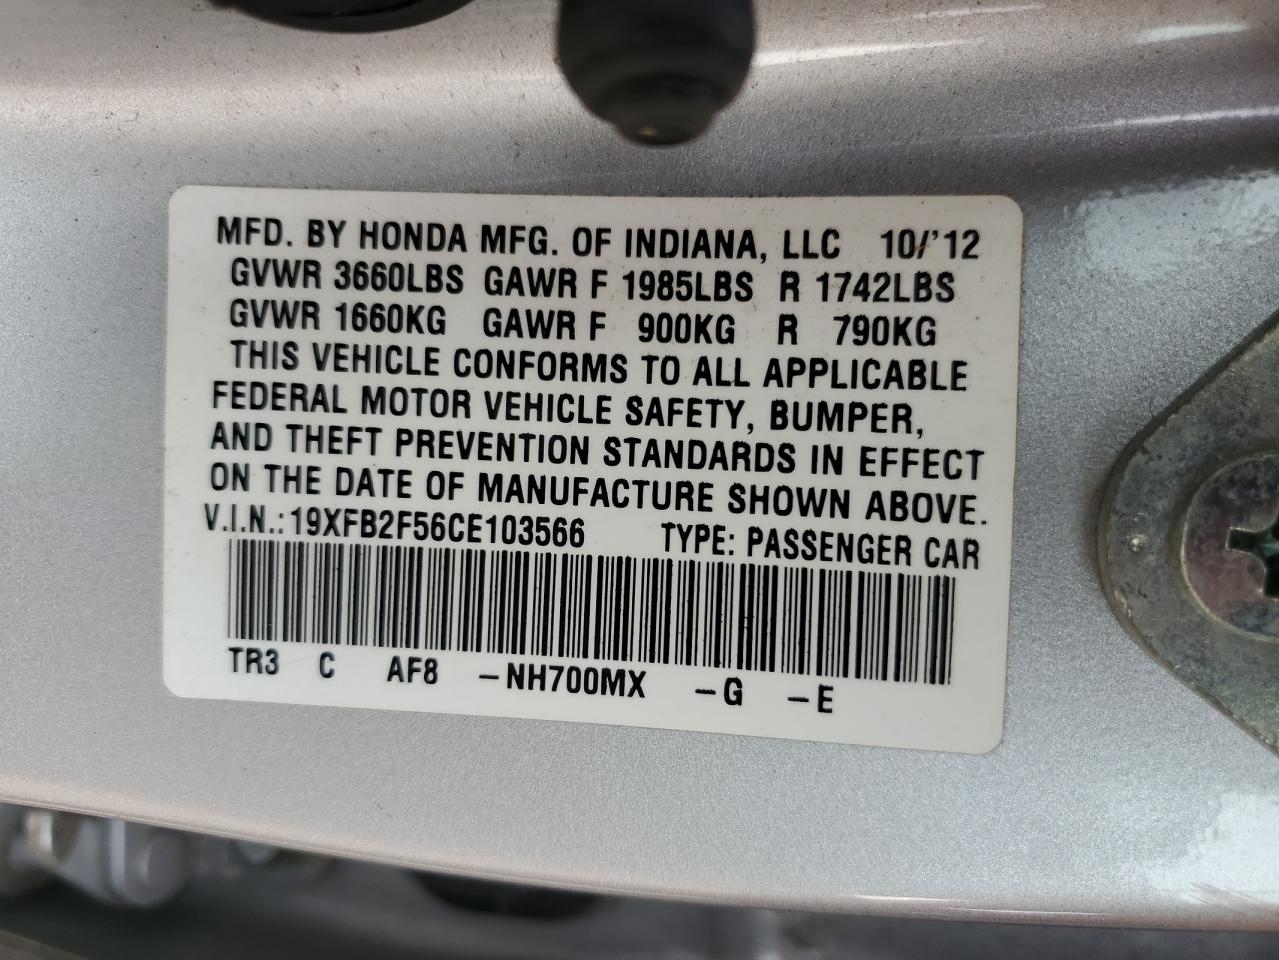 MFD. BY HONDA MFG. OF INDIANA, LLC 10/'12
GVWR 3660LBS GAWR F 1985LBS R 1742LBS
GVWR 1660KG GAWR F 900KG R 790KG
THIS VEHICLE CONFORMS TO ALL APPLICABLE
FEDERAL MOTOR VEHICLE SAFETY, BUMPER,
AND THEFT PREVENTION STANDARDS IN EFFECT
ON THE DATE OF MANUFACTURE SHOWN ABOVE.
V.I.N.: 19XFB2F56CE103566 TYPE: PASSENGER CAR
TR3 C AF8 -NH700MX -G -E